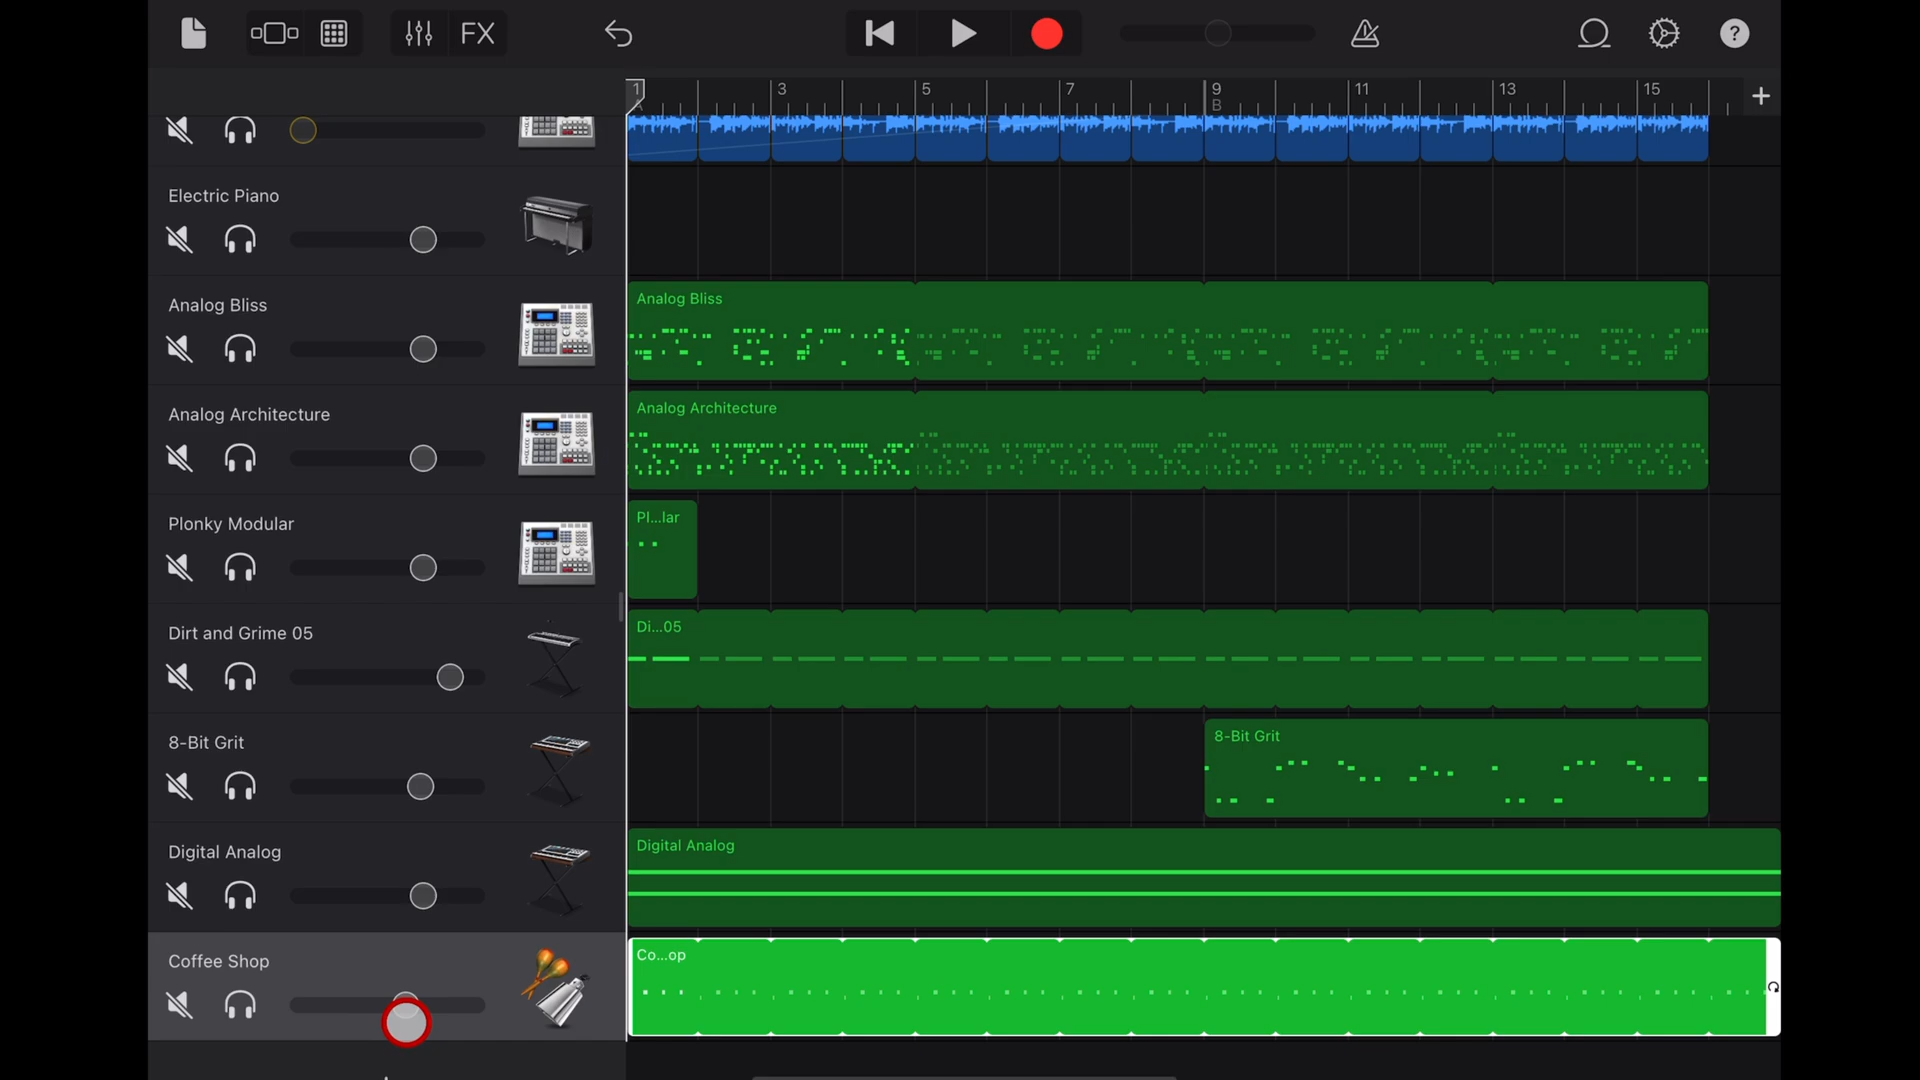 FX
?
1 3 5 7 9 11 13 15 +
A B
Electric Piano
Analog Bliss
Analog Bliss
Analog Architecture
Analog Architecture
Plonky Modular
Pl...lar
Dirt and Grime 05
Di...05
8-Bit Grit
8-Bit Grit
Digital Analog
Digital Analog
Coffee Shop
Co...op